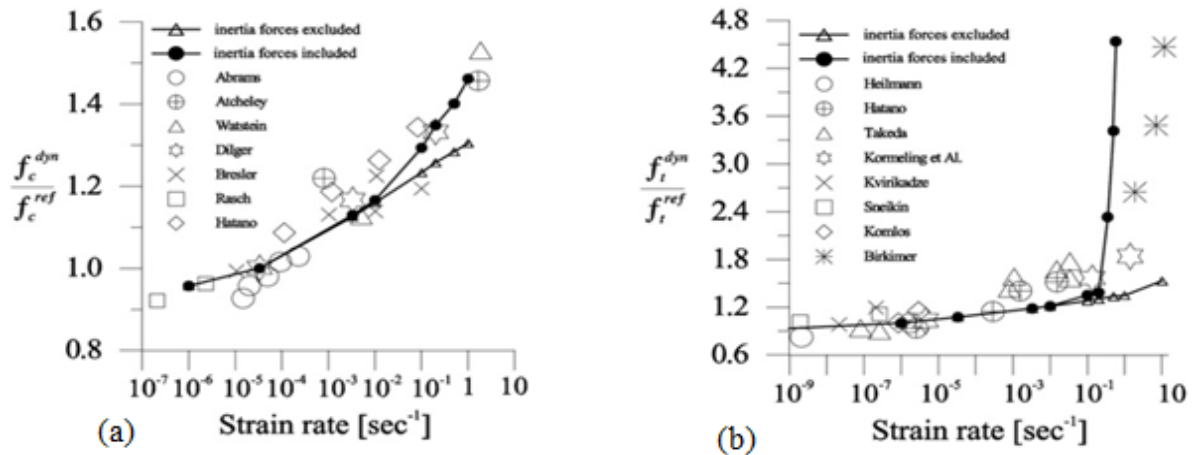 1.6
1.4
1.2
1.0
0.8
f_c^{dyn}
f_c^{ref}
inertia forces excluded
inertia forces included
Abrams
Atcheley
Watstein
Dilger
Bresler
Rasch
Hatano
10^-7 10^-6 10^-5 10^-4 10^-3 10^-2 10^-1 1 10
Strain rate [sec^-1]
(a)
4.8
4.2
3.6
3.0
2.4
1.8
1.2
0.6
f_t^{dyn}
f_t^{ref}
inertia forces excluded
inertia forces included
Heilmann
Hatano
Takeda
Kormeling et Al.
Kvirikadze
Sneikin
Komlos
Birkimer
10^-9 10^-7 10^-5 10^-3 10^-1 10
Strain rate [sec^-1]
(b)